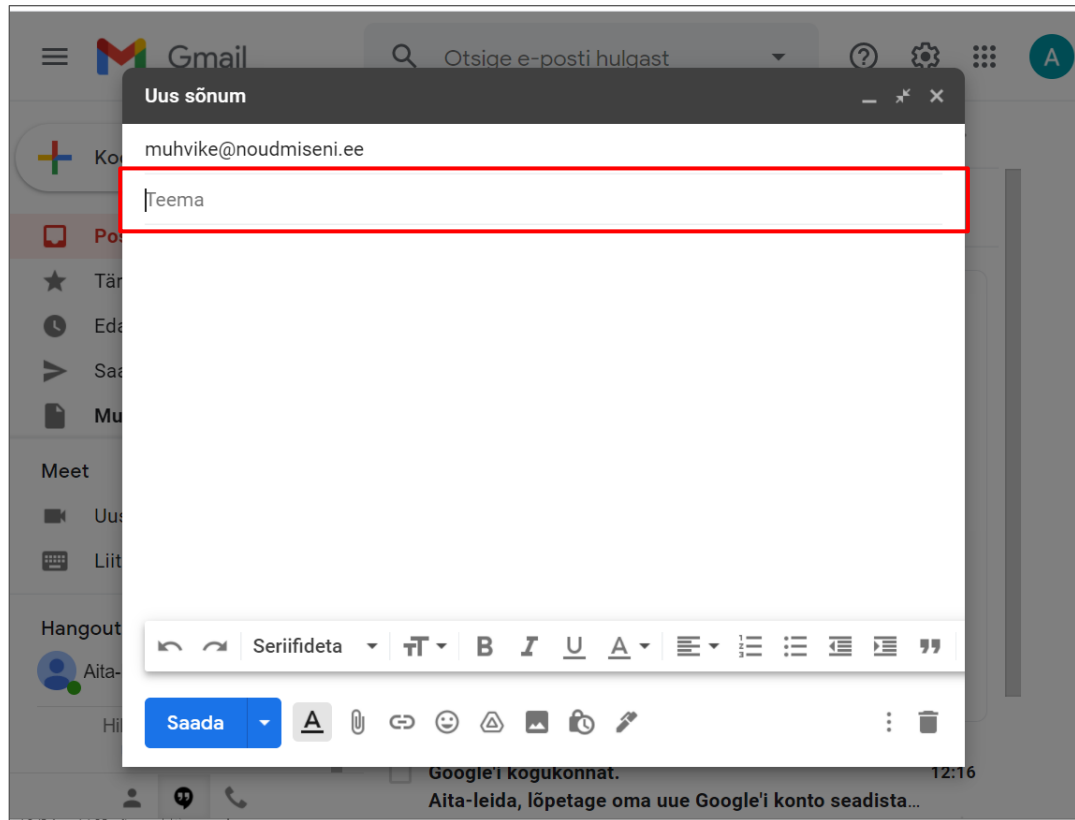 Gmail
Otsige e-posti hulgast
A
Uus sõnum
muhvike@noudmiseni.ee
Teema
Meet
Hangout
Aita-
Seriifideta
B I U A
Saada
A
Google'i kogukonnat.
12:16
Aita-leida, lõpetage oma uue Google'i konto seadista...